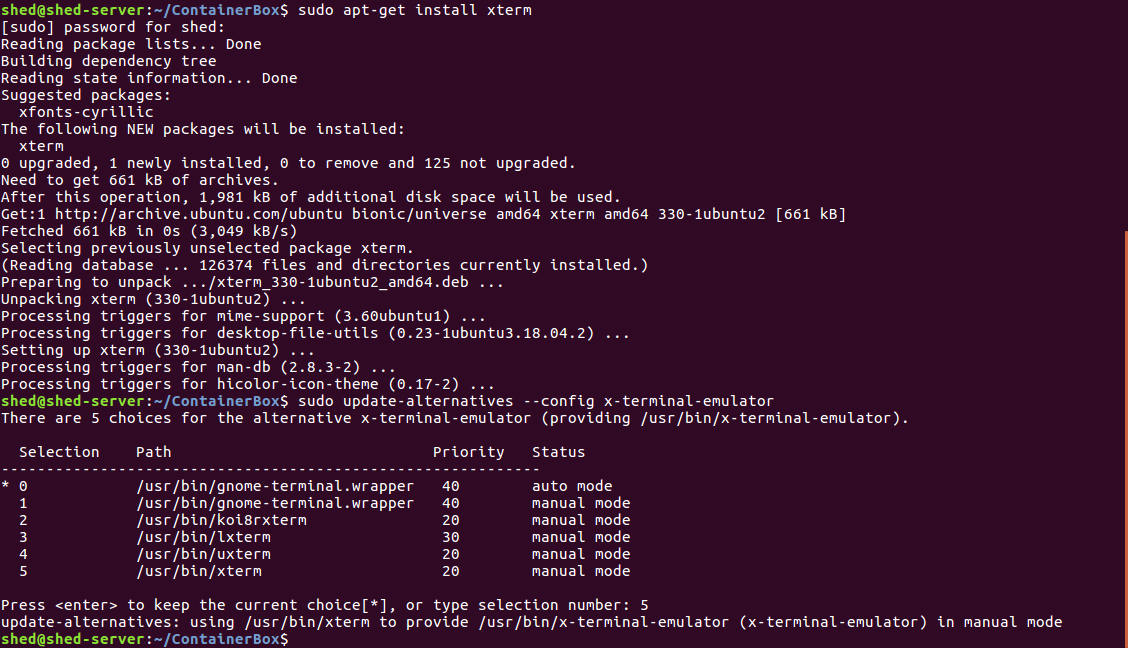 shed@shed-server:~/ContainerBox$ sudo apt-get install xterm
[sudo] password for shed:
Reading package lists... Done
Building dependency tree
Reading state information... Done
Suggested packages:
  xfonts-cyrillic
The following NEW packages will be installed:
  xterm
0 upgraded, 1 newly installed, 0 to remove and 125 not upgraded.
Need to get 661 kB of archives.
After this operation, 1,981 kB of additional disk space will be used.
Get:1 http://archive.ubuntu.com/ubuntu bionic/universe amd64 xterm amd64 330-1ubuntu2 [661 kB]
Fetched 661 kB in 0s (3,049 kB/s)
Selecting previously unselected package xterm.
(Reading database ... 126374 files and directories currently installed.)
Preparing to unpack .../xterm_330-1ubuntu2_amd64.deb ...
Unpacking xterm (330-1ubuntu2) ...
Processing triggers for mime-support (3.60ubuntu1) ...
Processing triggers for desktop-file-utils (0.23-1ubuntu3.18.04.2) ...
Setting up xterm (330-1ubuntu2) ...
Processing triggers for man-db (2.8.3-2) ...
Processing triggers for hicolor-icon-theme (0.17-2) ...
shed@shed-server:~/ContainerBox$ sudo update-alternatives --config x-terminal-emulator
There are 5 choices for the alternative x-terminal-emulator (providing /usr/bin/x-terminal-emulator).

  Selection    Path                             Priority   Status
------------------------------------------------------------
* 0            /usr/bin/gnome-terminal.wrapper   40        auto mode
  1            /usr/bin/gnome-terminal.wrapper   40        manual mode
  2            /usr/bin/koi8rxterm               20        manual mode
  3            /usr/bin/lxterm                   30        manual mode
  4            /usr/bin/uxterm                   20        manual mode
  5            /usr/bin/xterm                    20        manual mode

Press <enter> to keep the current choice[*], or type selection number: 5
update-alternatives: using /usr/bin/xterm to provide /usr/bin/x-terminal-emulator (x-terminal-emulator) in manual mode
shed@shed-server:~/ContainerBox$